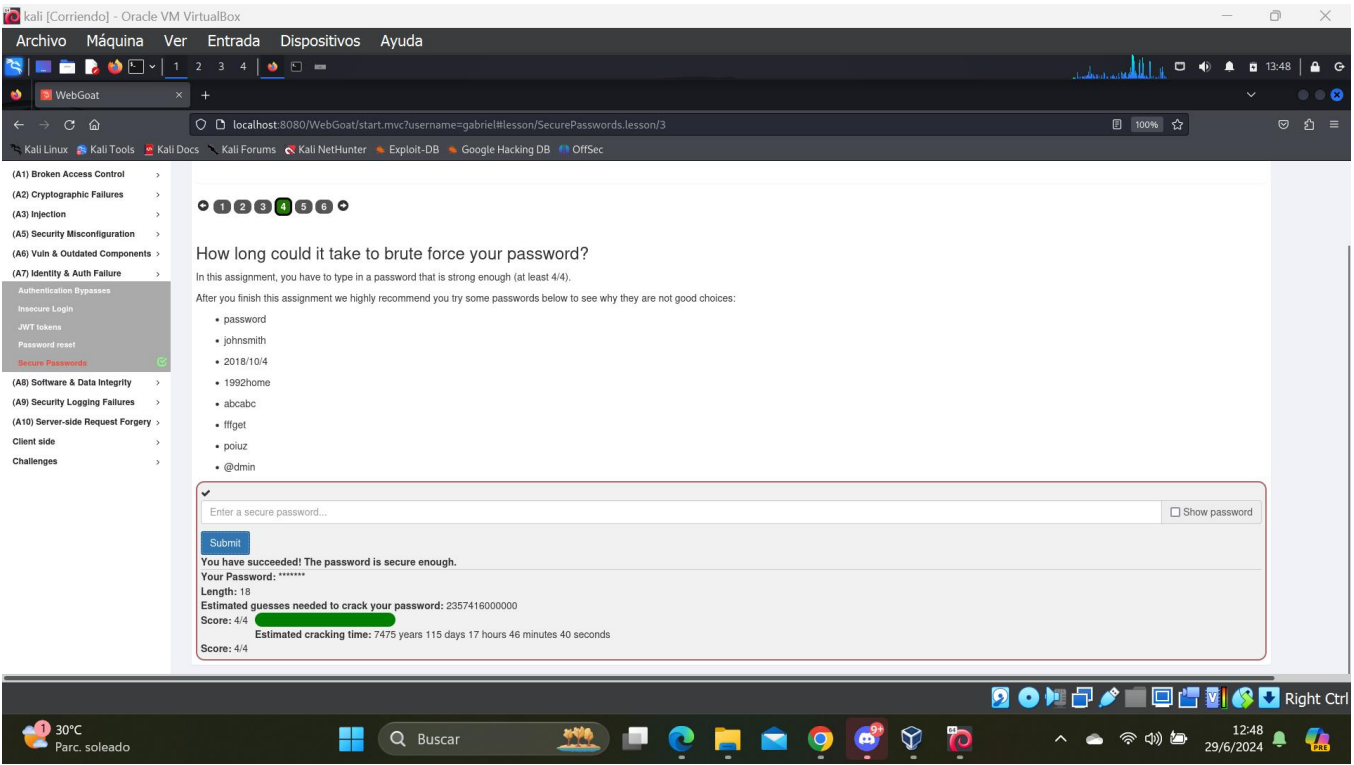 kali [Corriendo] - Oracle VM VirtualBox
Archivo Máquina Ver Entrada Dispositivos Ayuda
1 2 3 4 13:48
WebGoat
localhost:8080/WebGoat/start.mvc?username=gabriel#lesson/SecurePasswords.lesson/3 100%
Kali Linux Kali Tools Kali Docs Kali Forums Kali NetHunter Exploit-DB Google Hacking DB OffSec
(A1) Broken Access Control
(A2) Cryptographic Failures
(A3) Injection
(A5) Security Misconfiguration
(A6) Vuln & Outdated Components
(A7) Identity & Auth Failure
Authentication Bypasses
Insecure Login
JWT tokens
Password reset
Secure Passwords
(A8) Software & Data Integrity
(A9) Security Logging Failures
(A10) Server-side Request Forgery
Client side
Challenges
1 2 3 4 5 6
How long could it take to brute force your password?
In this assignment, you have to type in a password that is strong enough (at least 4/4).
After you finish this assignment we highly recommend you try some passwords below to see why they are not good choices:
• password
• johnsmith
• 2018/10/4
• 1992home
• abcabc
• fffget
• poiuz
• @dmin
Enter a secure password... Show password
Submit
You have succeeded! The password is secure enough.
Your Password: *******
Length: 18
Estimated guesses needed to crack your password: 2357416000000
Score: 4/4
Estimated cracking time: 7475 years 115 days 17 hours 46 minutes 40 seconds
Score: 4/4
Right Ctrl
1 30°C
Parc. soleado
Buscar
9+
64
12:48
29/6/2024
PRE